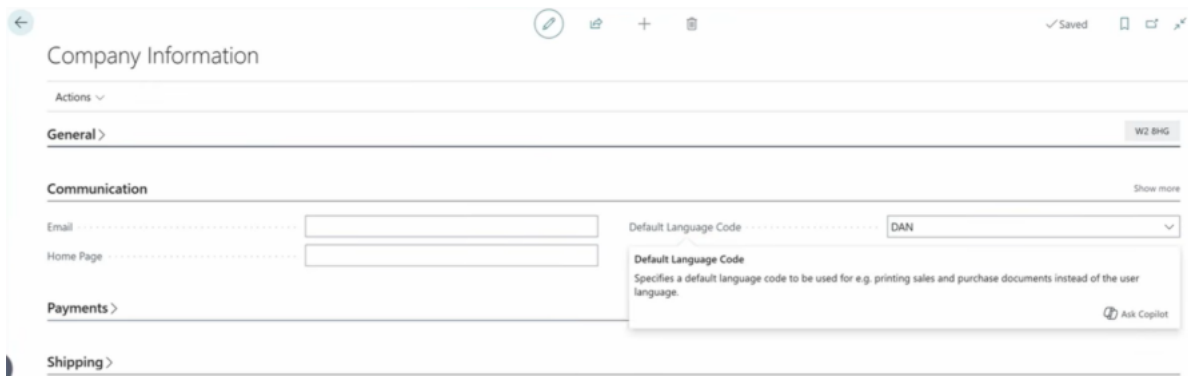 Saved
Company Information
Actions
General
W2 8HG
Communication
Show more
Email
Default Language Code
DAN
Home Page
Default Language Code
Specifies a default language code to be used for e.g. printing sales and purchase documents instead of the user
language.
Ask Copilot
Payments
Shipping